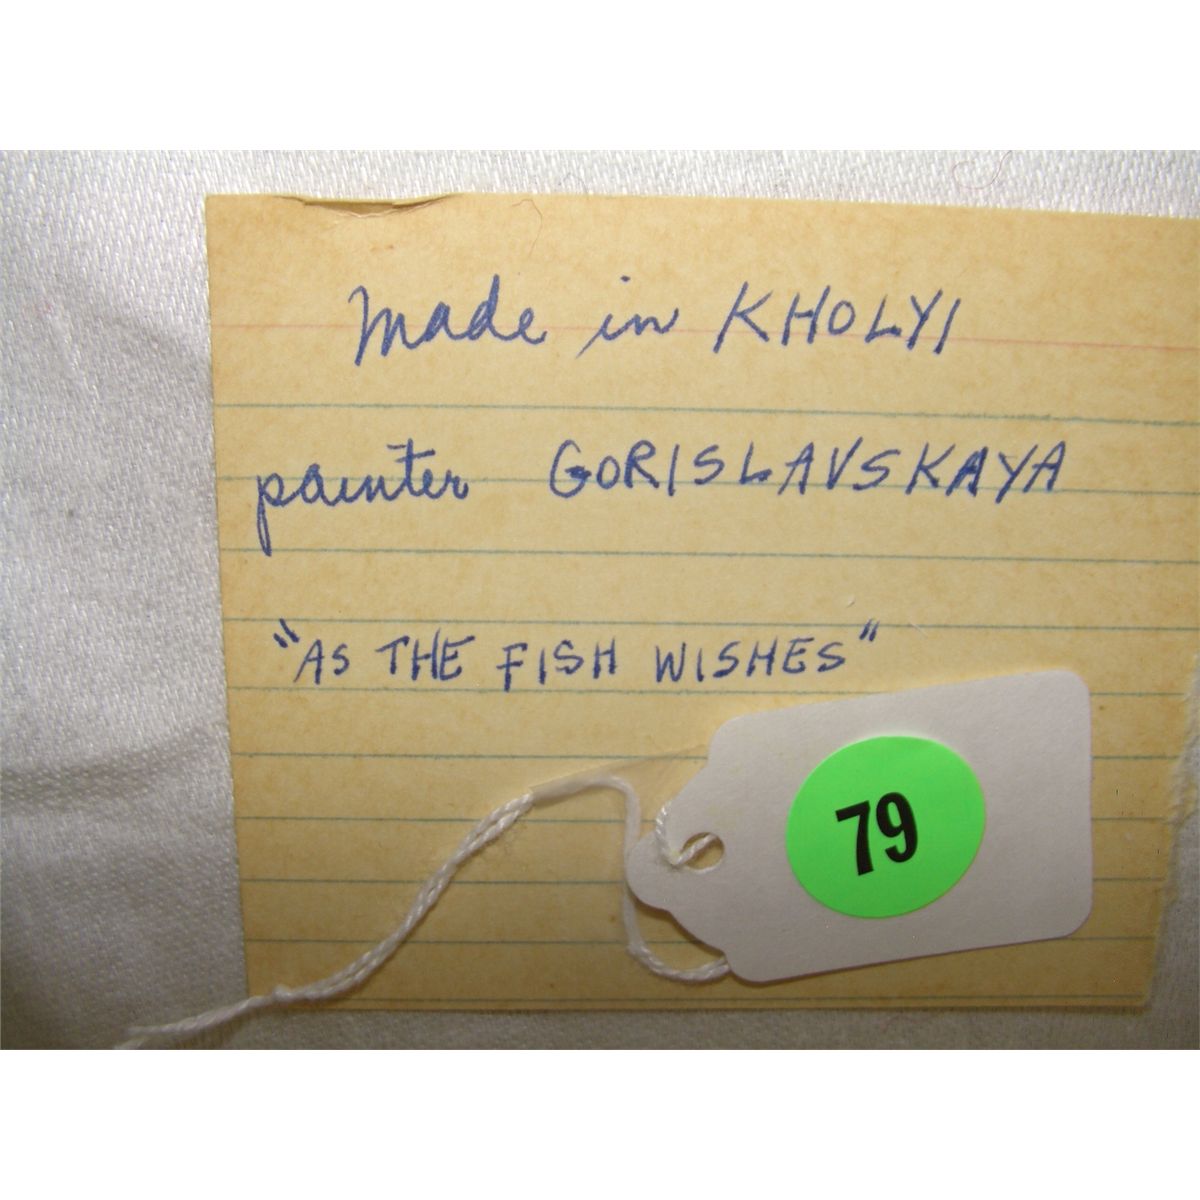 Made in KHOLYI
painter GORISLAVSKAYA
"AS THE FISH WISHES"
79